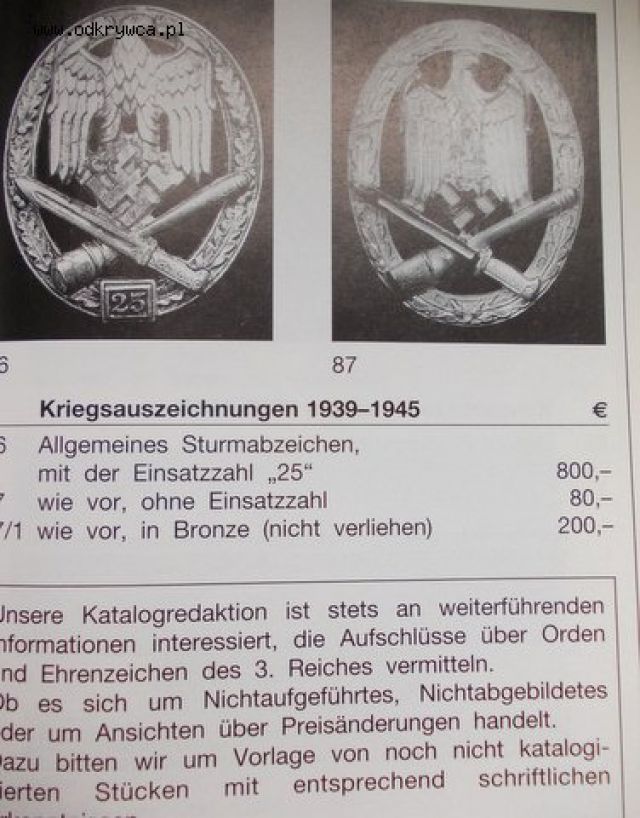 www.odkrywca.pl
25
6 87
Kriegsauszeichnungen 1939–1945 €
6 Allgemeines Sturmabzeichen,
mit der Einsatzzahl „25“ 800,–
7 wie vor, ohne Einsatzzahl 80,–
7/1 wie vor, in Bronze (nicht verliehen) 200,–
Unsere Katalogredaktion ist stets an weiterführenden
nformationen interessiert, die Aufschlüsse über Orden
nd Ehrenzeichen des 3. Reiches vermitteln.
Ob es sich um Nichtaufgeführtes, Nichtabgebildetes
der um Ansichten über Preisänderungen handelt.
Dazu bitten wir um Vorlage von noch nicht katalogi-
sierten Stücken mit entsprechend schriftlichen